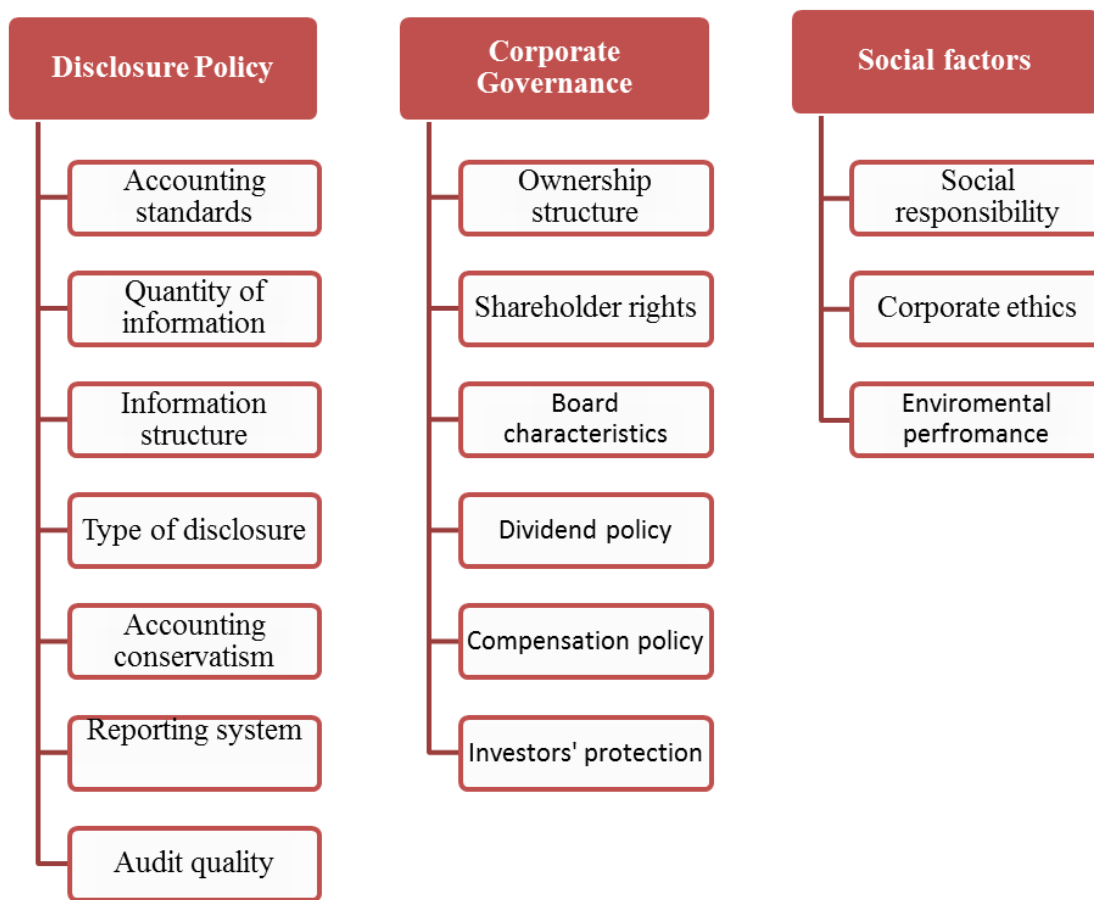 Disclosure Policy
Accounting
standards
Quantity of
information
Information
structure
Type of disclosure
Accounting
conservatism
Reporting system
Audit quality
Corporate
Governance
Ownership
structure
Shareholder rights
Board
characteristics
Dividend policy
Compensation policy
Investors' protection
Social factors
Social
responsibility
Corporate ethics
Enviromental
perfromance